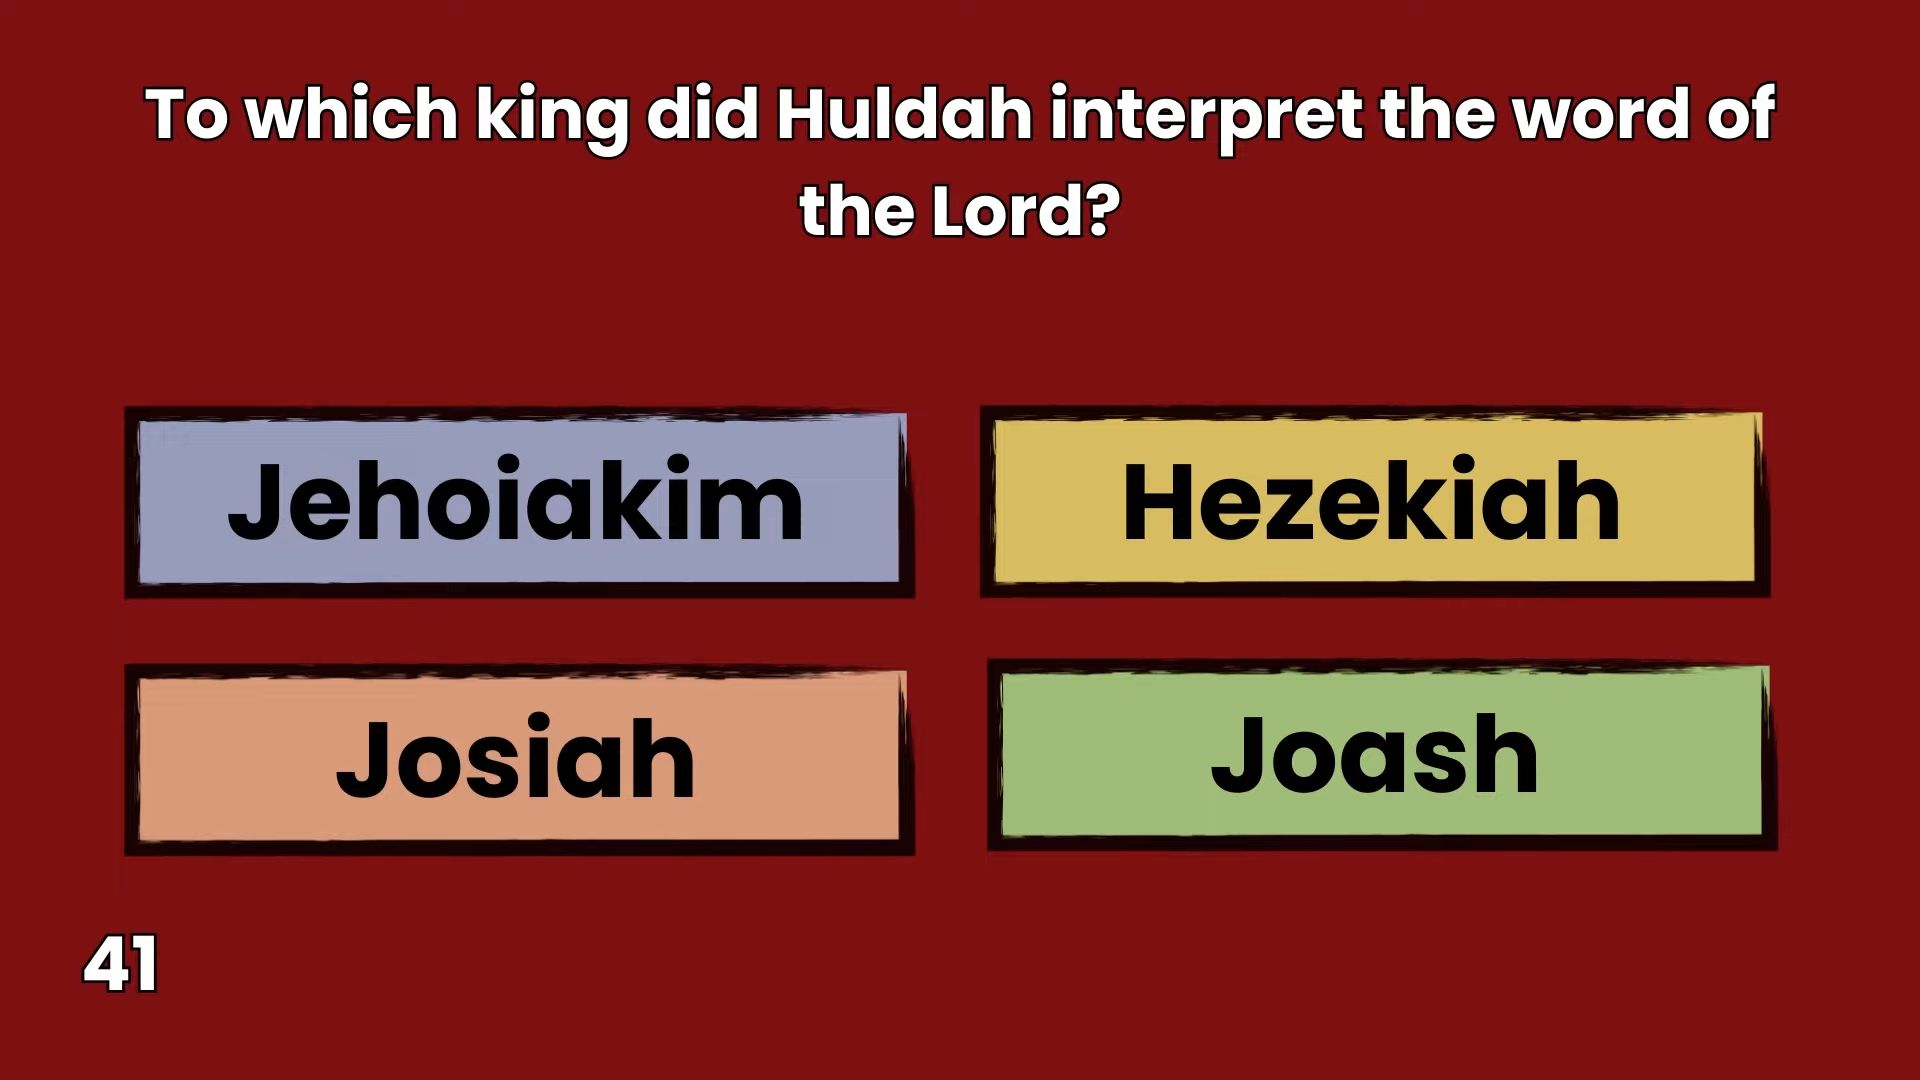 To which king did Huldah interpret the word of
the Lord?
Jehoiakim
Hezekiah
Josiah
Joash
41